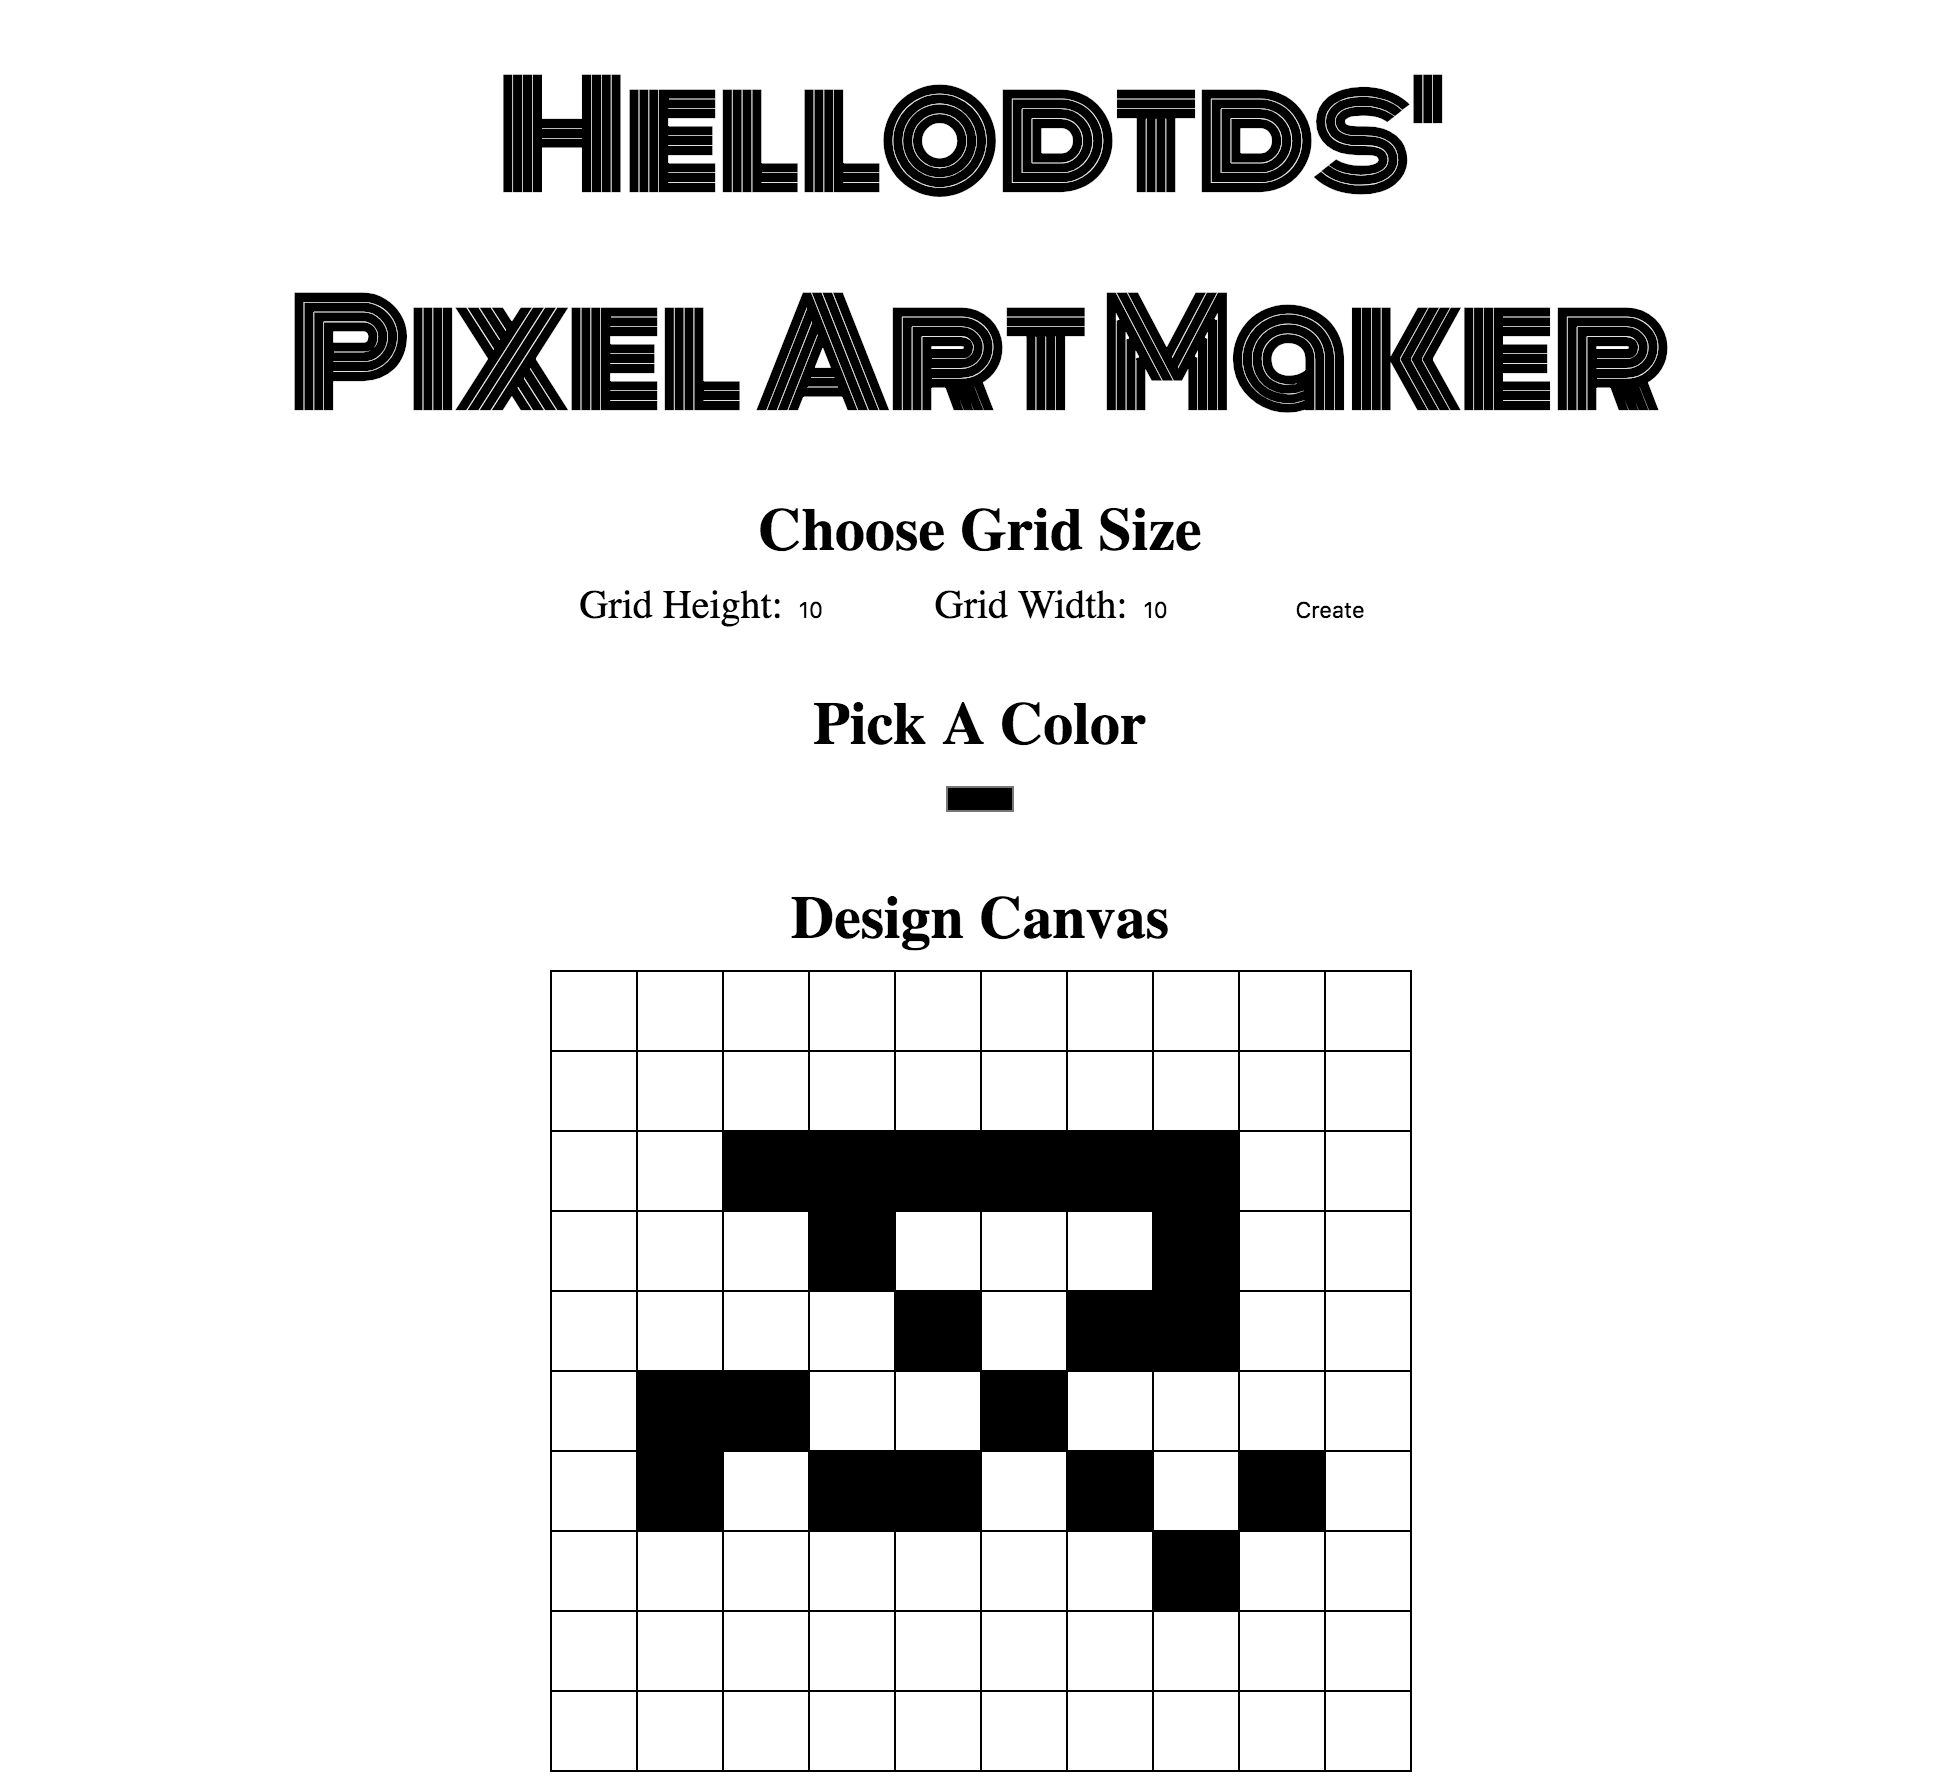 Hellodtds'
Pixel Art Maker
Choose Grid Size
Grid Height: 10 Grid Width: 10 Create
Pick A Color
Design Canvas